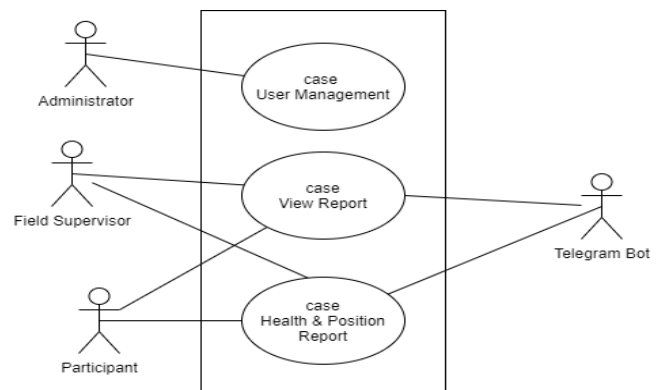 case
User Management
Administrator
case
View Report
Field Supervisor
Telegram Bot
case
Health & Position
Report
Participant